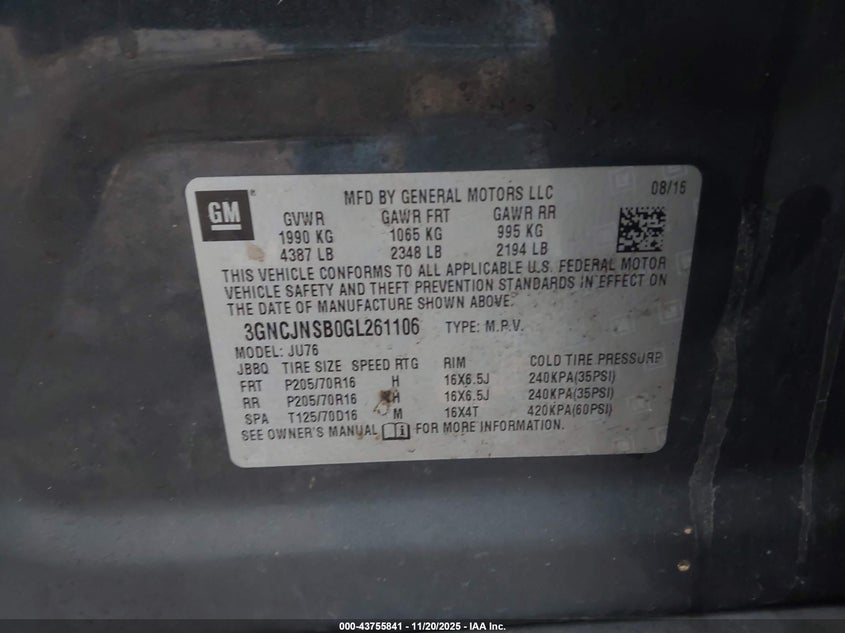 GM ®
MFD BY GENERAL MOTORS LLC 08/16
GVWR GAWR FRT GAWR RR
1990 KG 1065 KG 995 KG
4387 LB 2348 LB 2194 LB
THIS VEHICLE CONFORMS TO ALL APPLICABLE U.S. FEDERAL MOTOR
VEHICLE SAFETY AND THEFT PREVENTION STANDARDS IN EFFECT ON
THE DATE OF MANUFACTURE SHOWN ABOVE.
3GNCJNSB0GL261106 TYPE: M.P.V.
MODEL: JU76
JBBQ TIRE SIZE SPEED RTG RIM COLD TIRE PRESSURE
FRT P205/70R16 H 16X6.5J 240KPA(35PSI)
RR P205/70R16 H 16X6.5J 240KPA(35PSI)
SPA T125/70D16 M 16X4T 420KPA(60PSI)
SEE OWNER'S MANUAL FOR MORE INFORMATION.
000-43755841 - 11/20/2025 - IAA Inc.